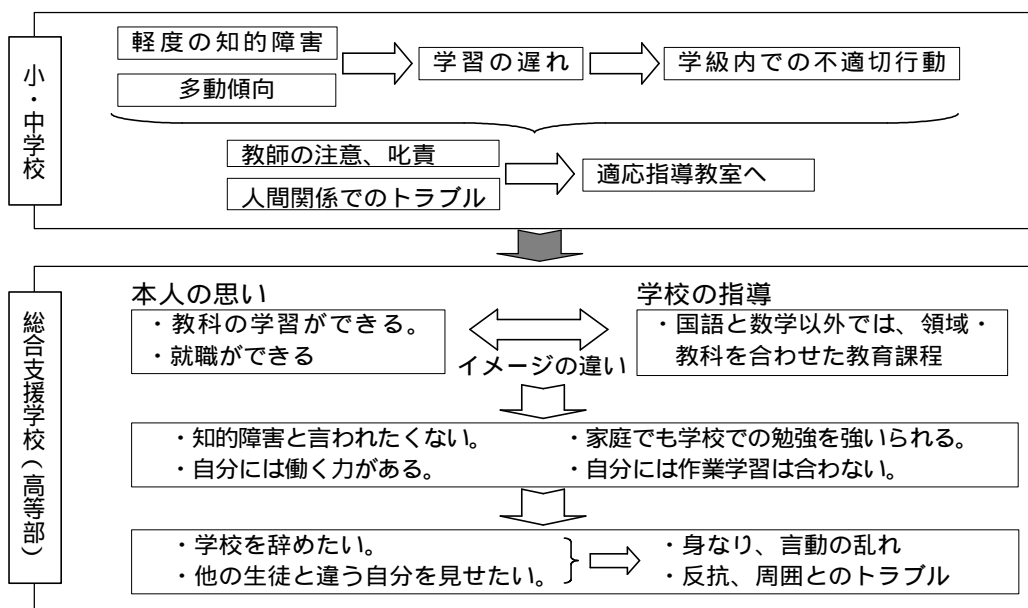 小・中学校
軽度の知的障害
多動傾向
学習の遅れ
学級内での不適切行動
教師の注意、叱責
人間関係でのトラブル
適応指導教室へ
総合支援学校(高等部)
本人の思い
・教科の学習ができる。
・就職ができる
イメージの違い
学校の指導
・国語と数学以外では、領域・
教科を合わせた教育課程
・知的障害と言われたくない。
・自分には働く力がある。
・家庭でも学校での勉強を強いられる。
・自分には作業学習は合わない。
・学校を辞めたい。
・他の生徒と違う自分を見せたい。
・身なり、言動の乱れ
・反抗、周囲とのトラブル